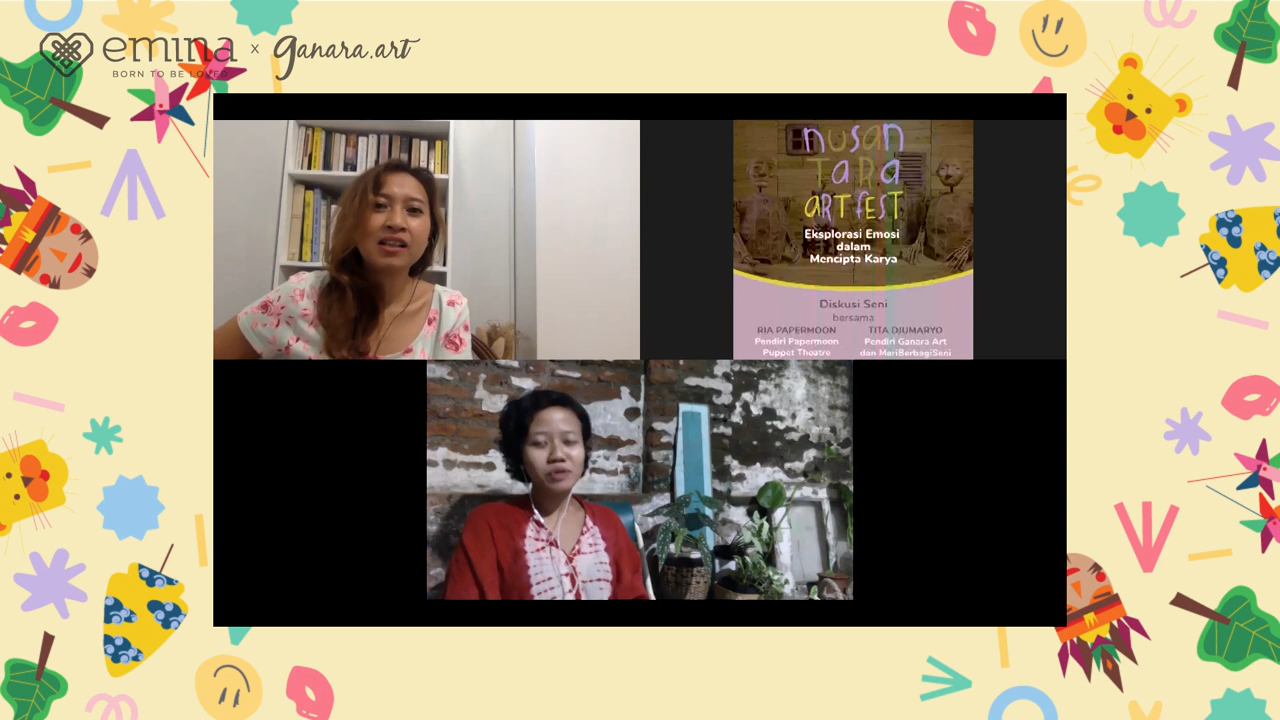 emina x ganara.art
BORN TO BE LOVED
nusan
TaRa
ART fEST
Eksplorasi Emosi
dalam
Mencipta Karya
Diskusi Seni
bersama
RIA PAPERMOON
Pendiri Papermoon
Puppet Theatre
TITA DJUMARYO
Pendiri Ganara Art
dan MariBerbagiSeni